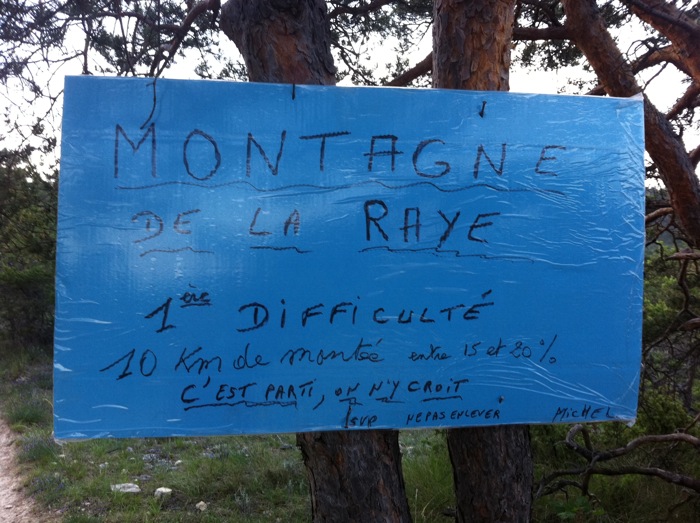 MONTAGNE
DE LA RAYE
1ère DIFFICULTÉ
10 Km de montée entre 15 et 20%
C'EST PARTI, ON N'Y CROIT
SVP NE PAS ENLEVER MICHEL